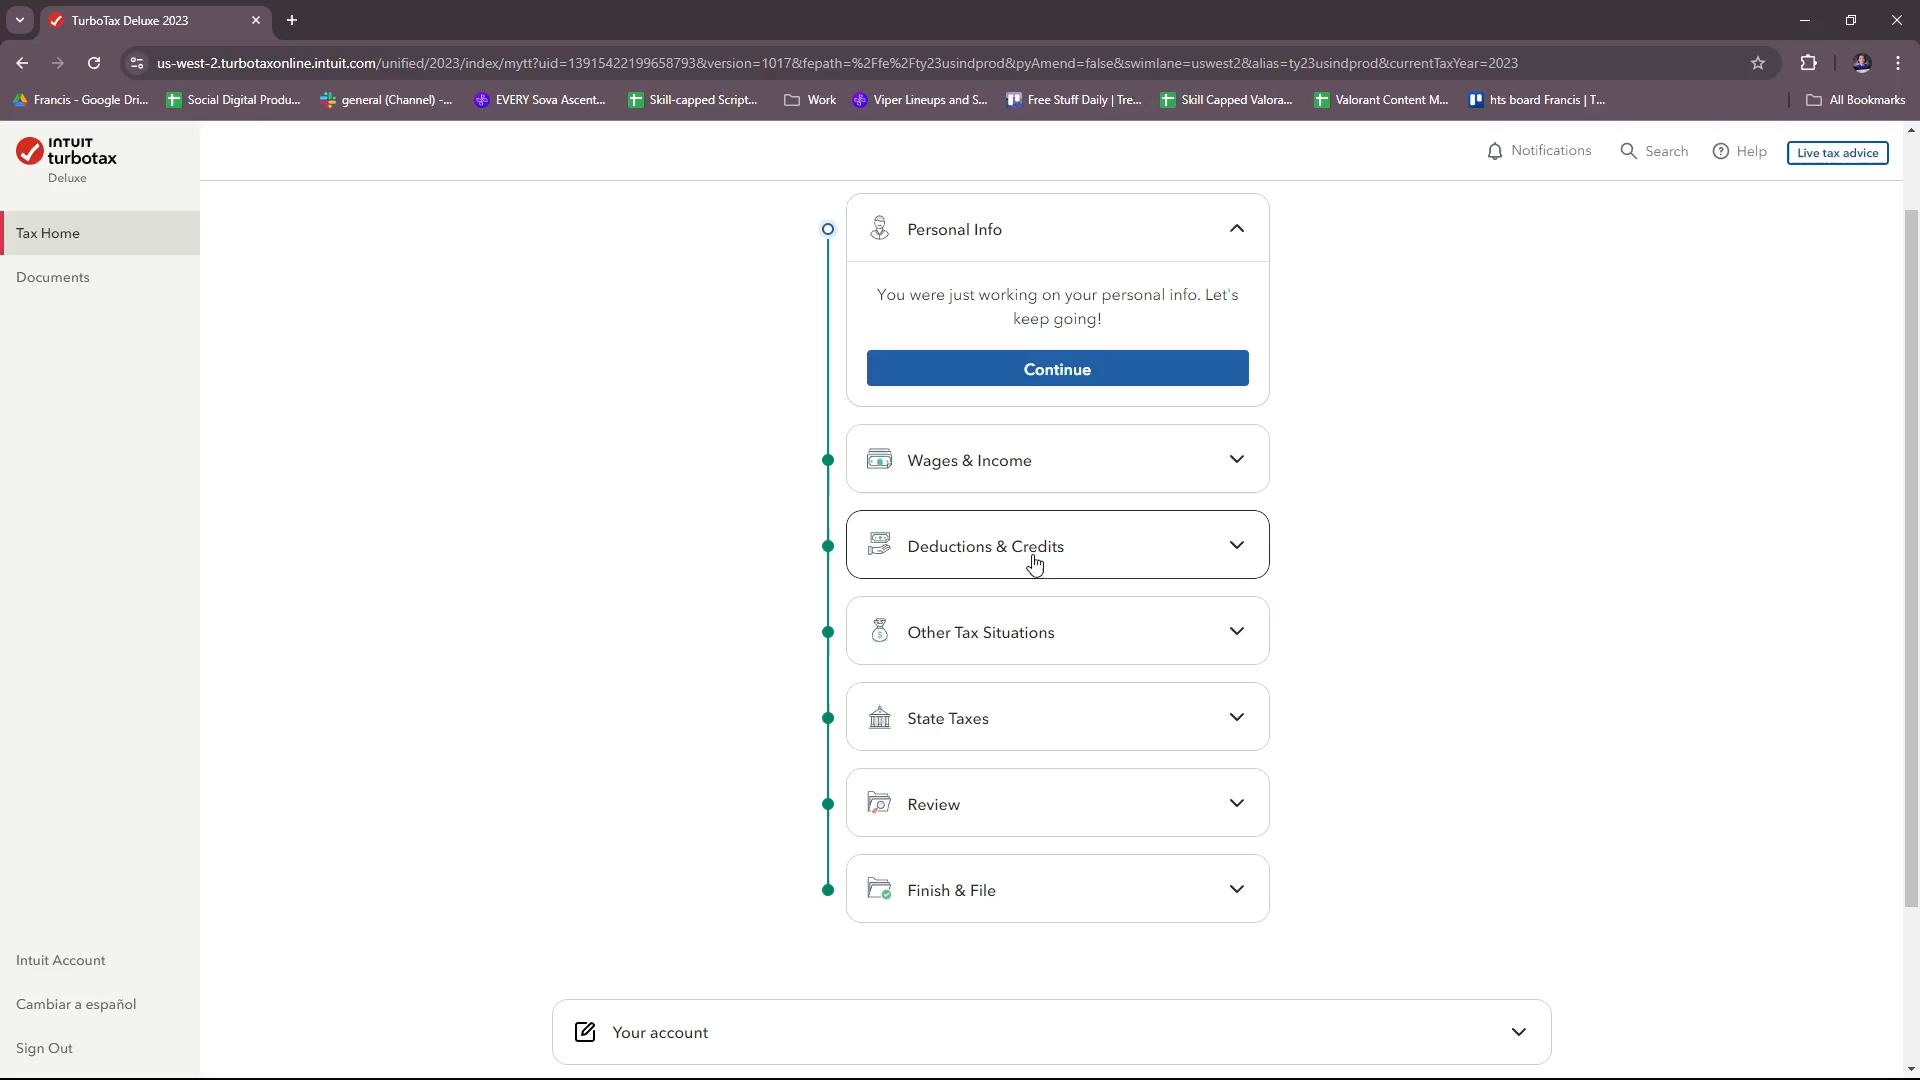 TurboTax Deluxe 2023
us-west-2.turbotaxonline.intuit.com/unified/2023/index/mytt?uid=13915422199658793&version=1017&fepath=%2Ffe%2Fty23usindprod&pyAmend=false&swimlane=uswest2&alias=ty23usindprod&currentTaxYear=2023
Francis - Google Dri... Social Digital Produ... general (Channel) -... EVERY Sova Ascent... Skill-capped Script... Work Viper Lineups and S... Free Stuff Daily | Tre... Skill Capped Valora... Valorant Content M... hts board Francis | T... All Bookmarks
INTUIT
turbotax
Deluxe
Notifications Search Help Live tax advice
Tax Home
Documents
Personal Info
You were just working on your personal info. Let's
keep going!
Continue
Wages & Income
Deductions & Credits
Other Tax Situations
State Taxes
Review
Finish & File
Intuit Account
Cambiar a español
Sign Out
Your account